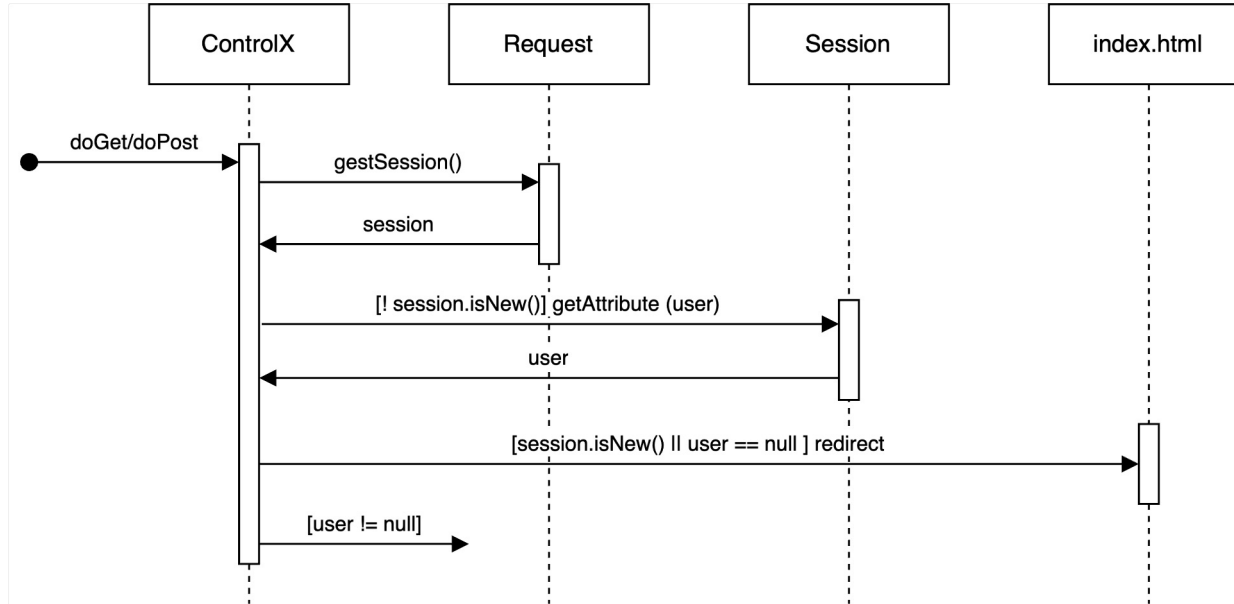 ControlX
Request
Session
index.html
doGet/doPost
gestSession()
session
[! session.isNew()] getAttribute (user)
user
[session.isNew() || user == null ] redirect
[user != null]